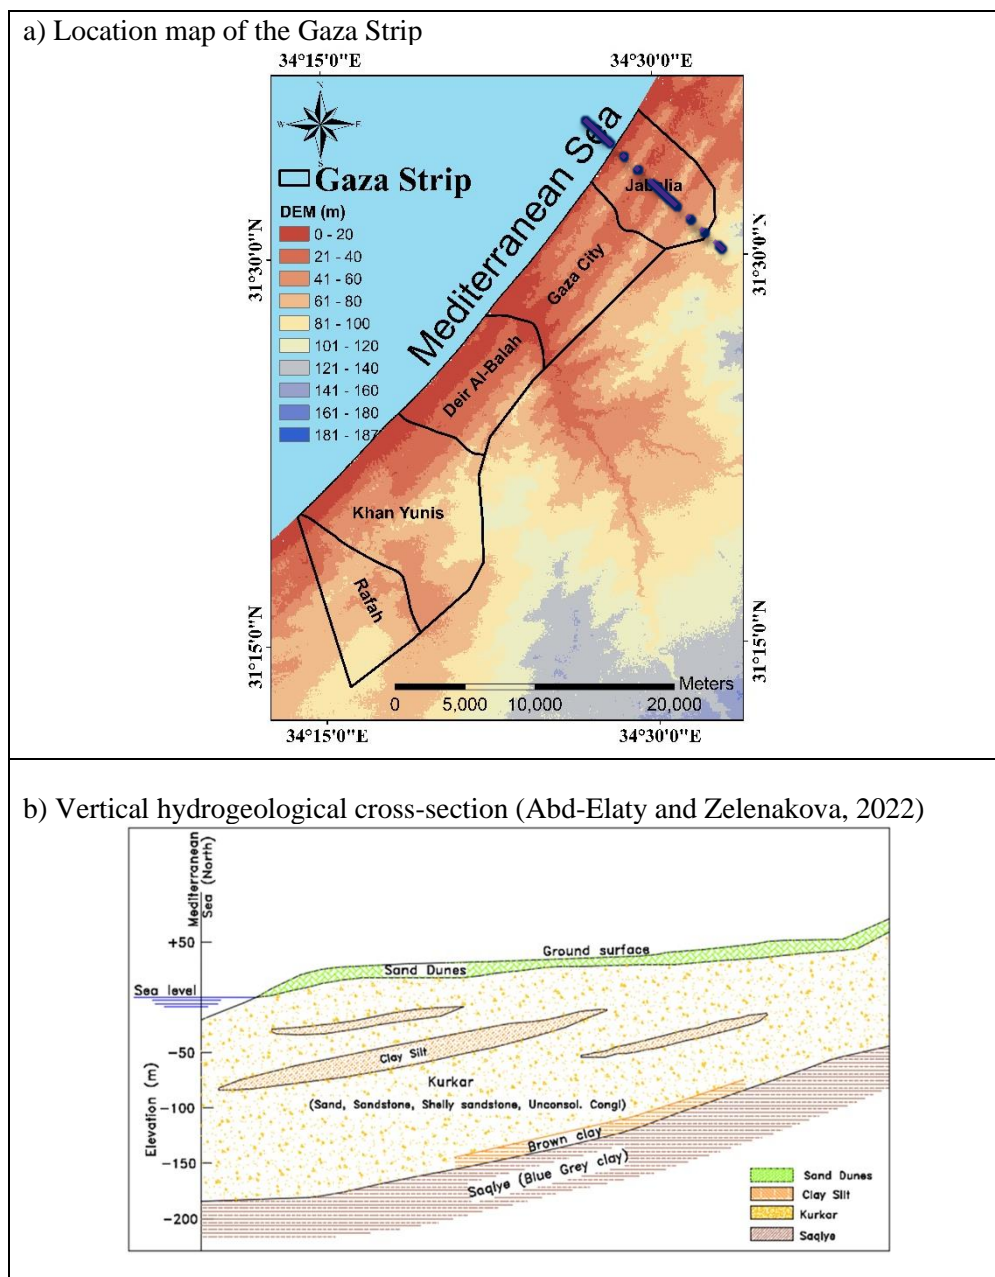 a) Location map of the Gaza Strip
34°15'0"E
34°30'0"E
N
W
E
S
Mediterranean Sea
Gaza Strip
DEM (m)
0 - 20
21 - 40
41 - 60
61 - 80
81 - 100
101 - 120
121 - 140
141 - 160
161 - 180
181 - 187
31°30'0"N
31°30'0"N
Jabalia
Gaza City
Deir Al-Balah
Khan Yunis
Rafah
31°15'0"N
31°15'0"N
Meters
0
5,000
10,000
20,000
34°15'0"E
34°30'0"E
b) Vertical hydrogeological cross-section (Abd-Elaty and Zelenakova, 2022)
Mediterranean
Sea (North)
+50
Ground surface
Sand Dunes
Sea level
Clay Silt
-50
Kurkar
(Sand, Sandstone, Shelly sandstone, Unconsol. Congl)
Elevation (m)
-100
Brown clay
-150
Saqlye (Blue Grey clay)
-200
Sand Dunes
Clay Silt
Kurkar
Saqlye